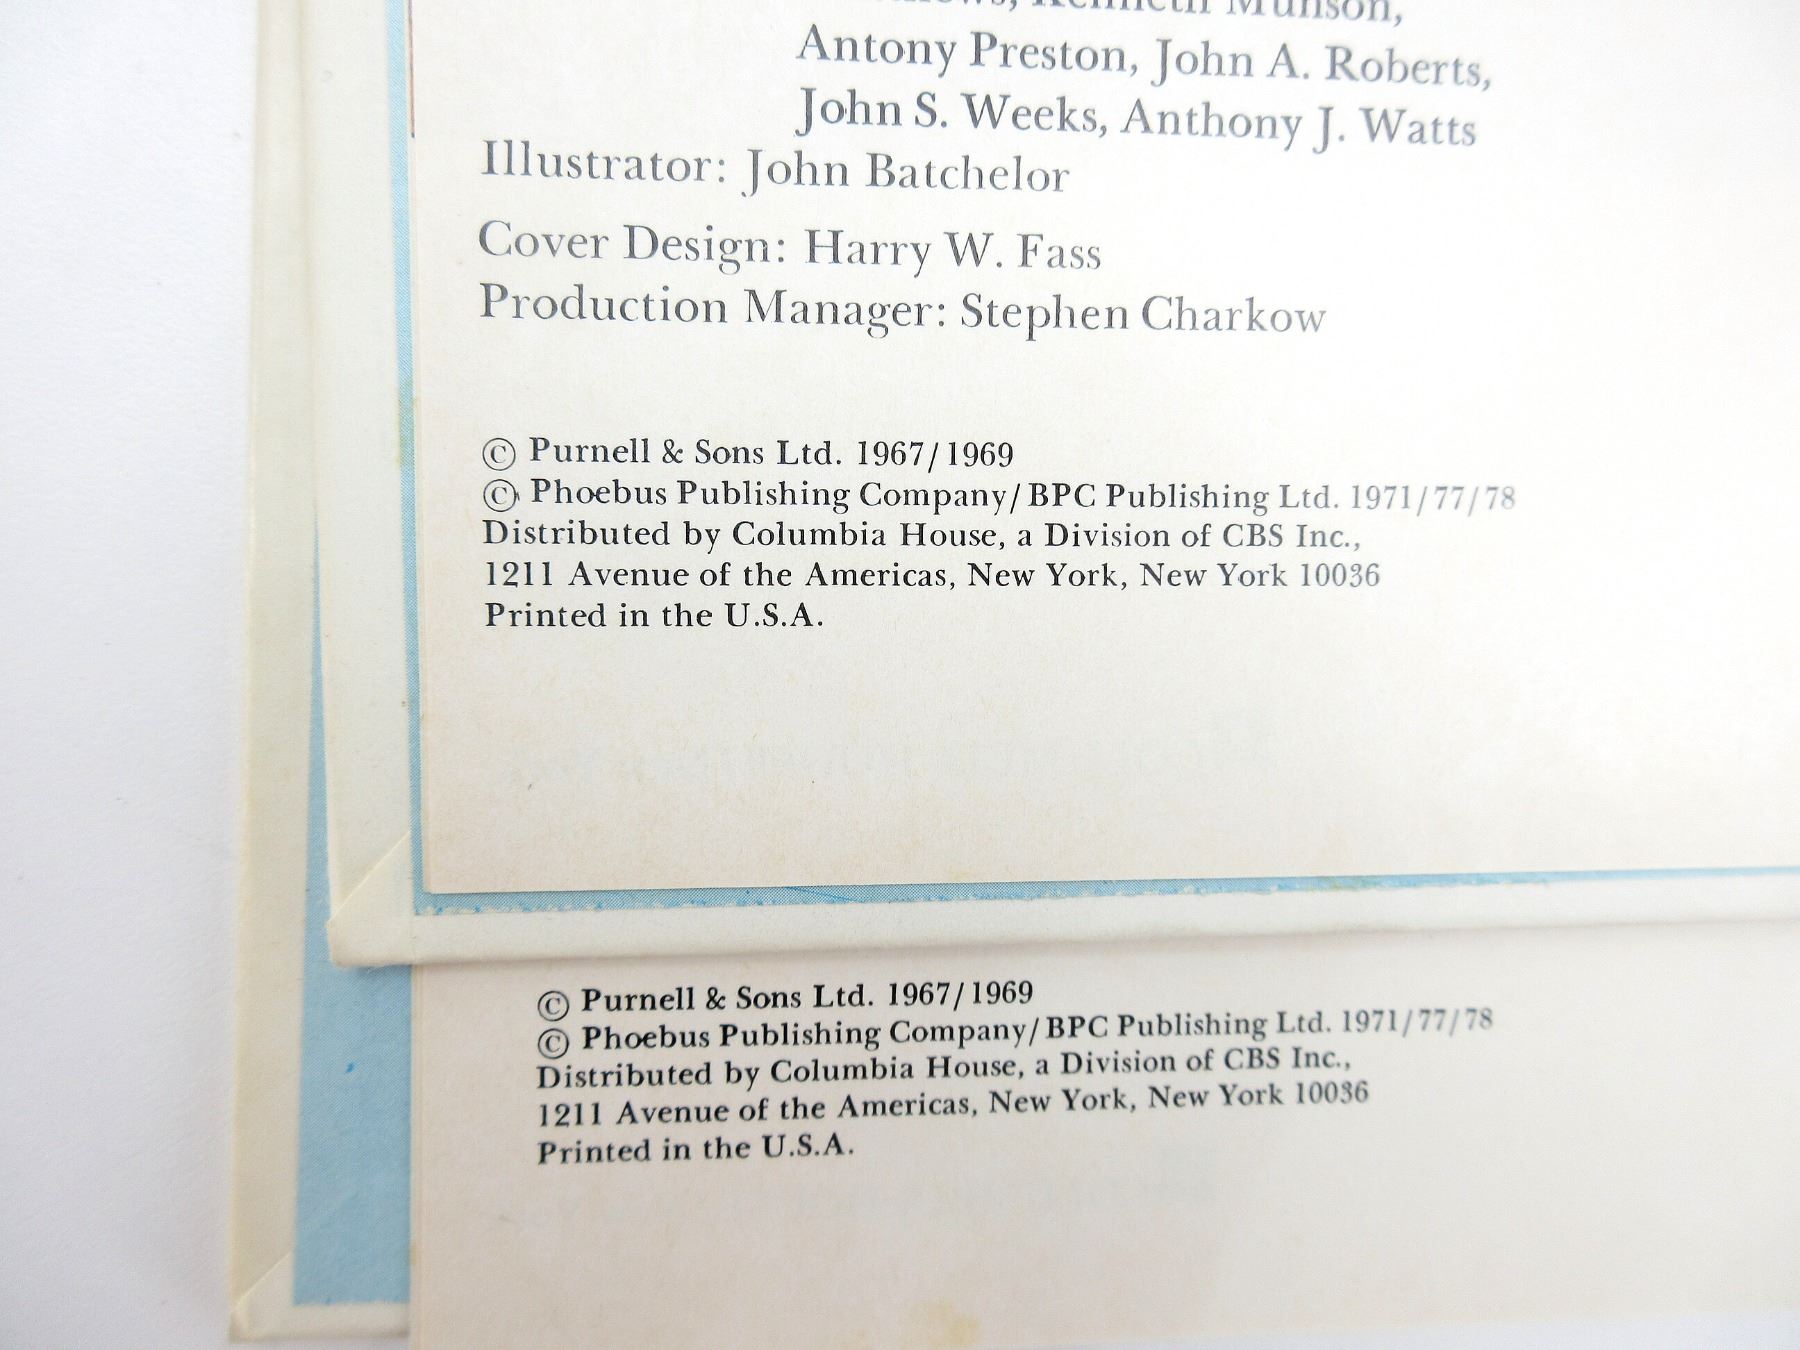 Kenneth Munson,
Antony Preston, John A. Roberts,
John S. Weeks, Anthony J. Watts
Illustrator: John Batchelor
Cover Design: Harry W. Fass
Production Manager: Stephen Charkow
© Purnell & Sons Ltd. 1967/1969
© Phoebus Publishing Company/BPC Publishing Ltd. 1971/77/78
Distributed by Columbia House, a Division of CBS Inc.,
1211 Avenue of the Americas, New York, New York 10036
Printed in the U.S.A.
© Purnell & Sons Ltd. 1967/1969
© Phoebus Publishing Company/BPC Publishing Ltd. 1971/77/78
Distributed by Columbia House, a Division of CBS Inc.,
1211 Avenue of the Americas, New York, New York 10036
Printed in the U.S.A.